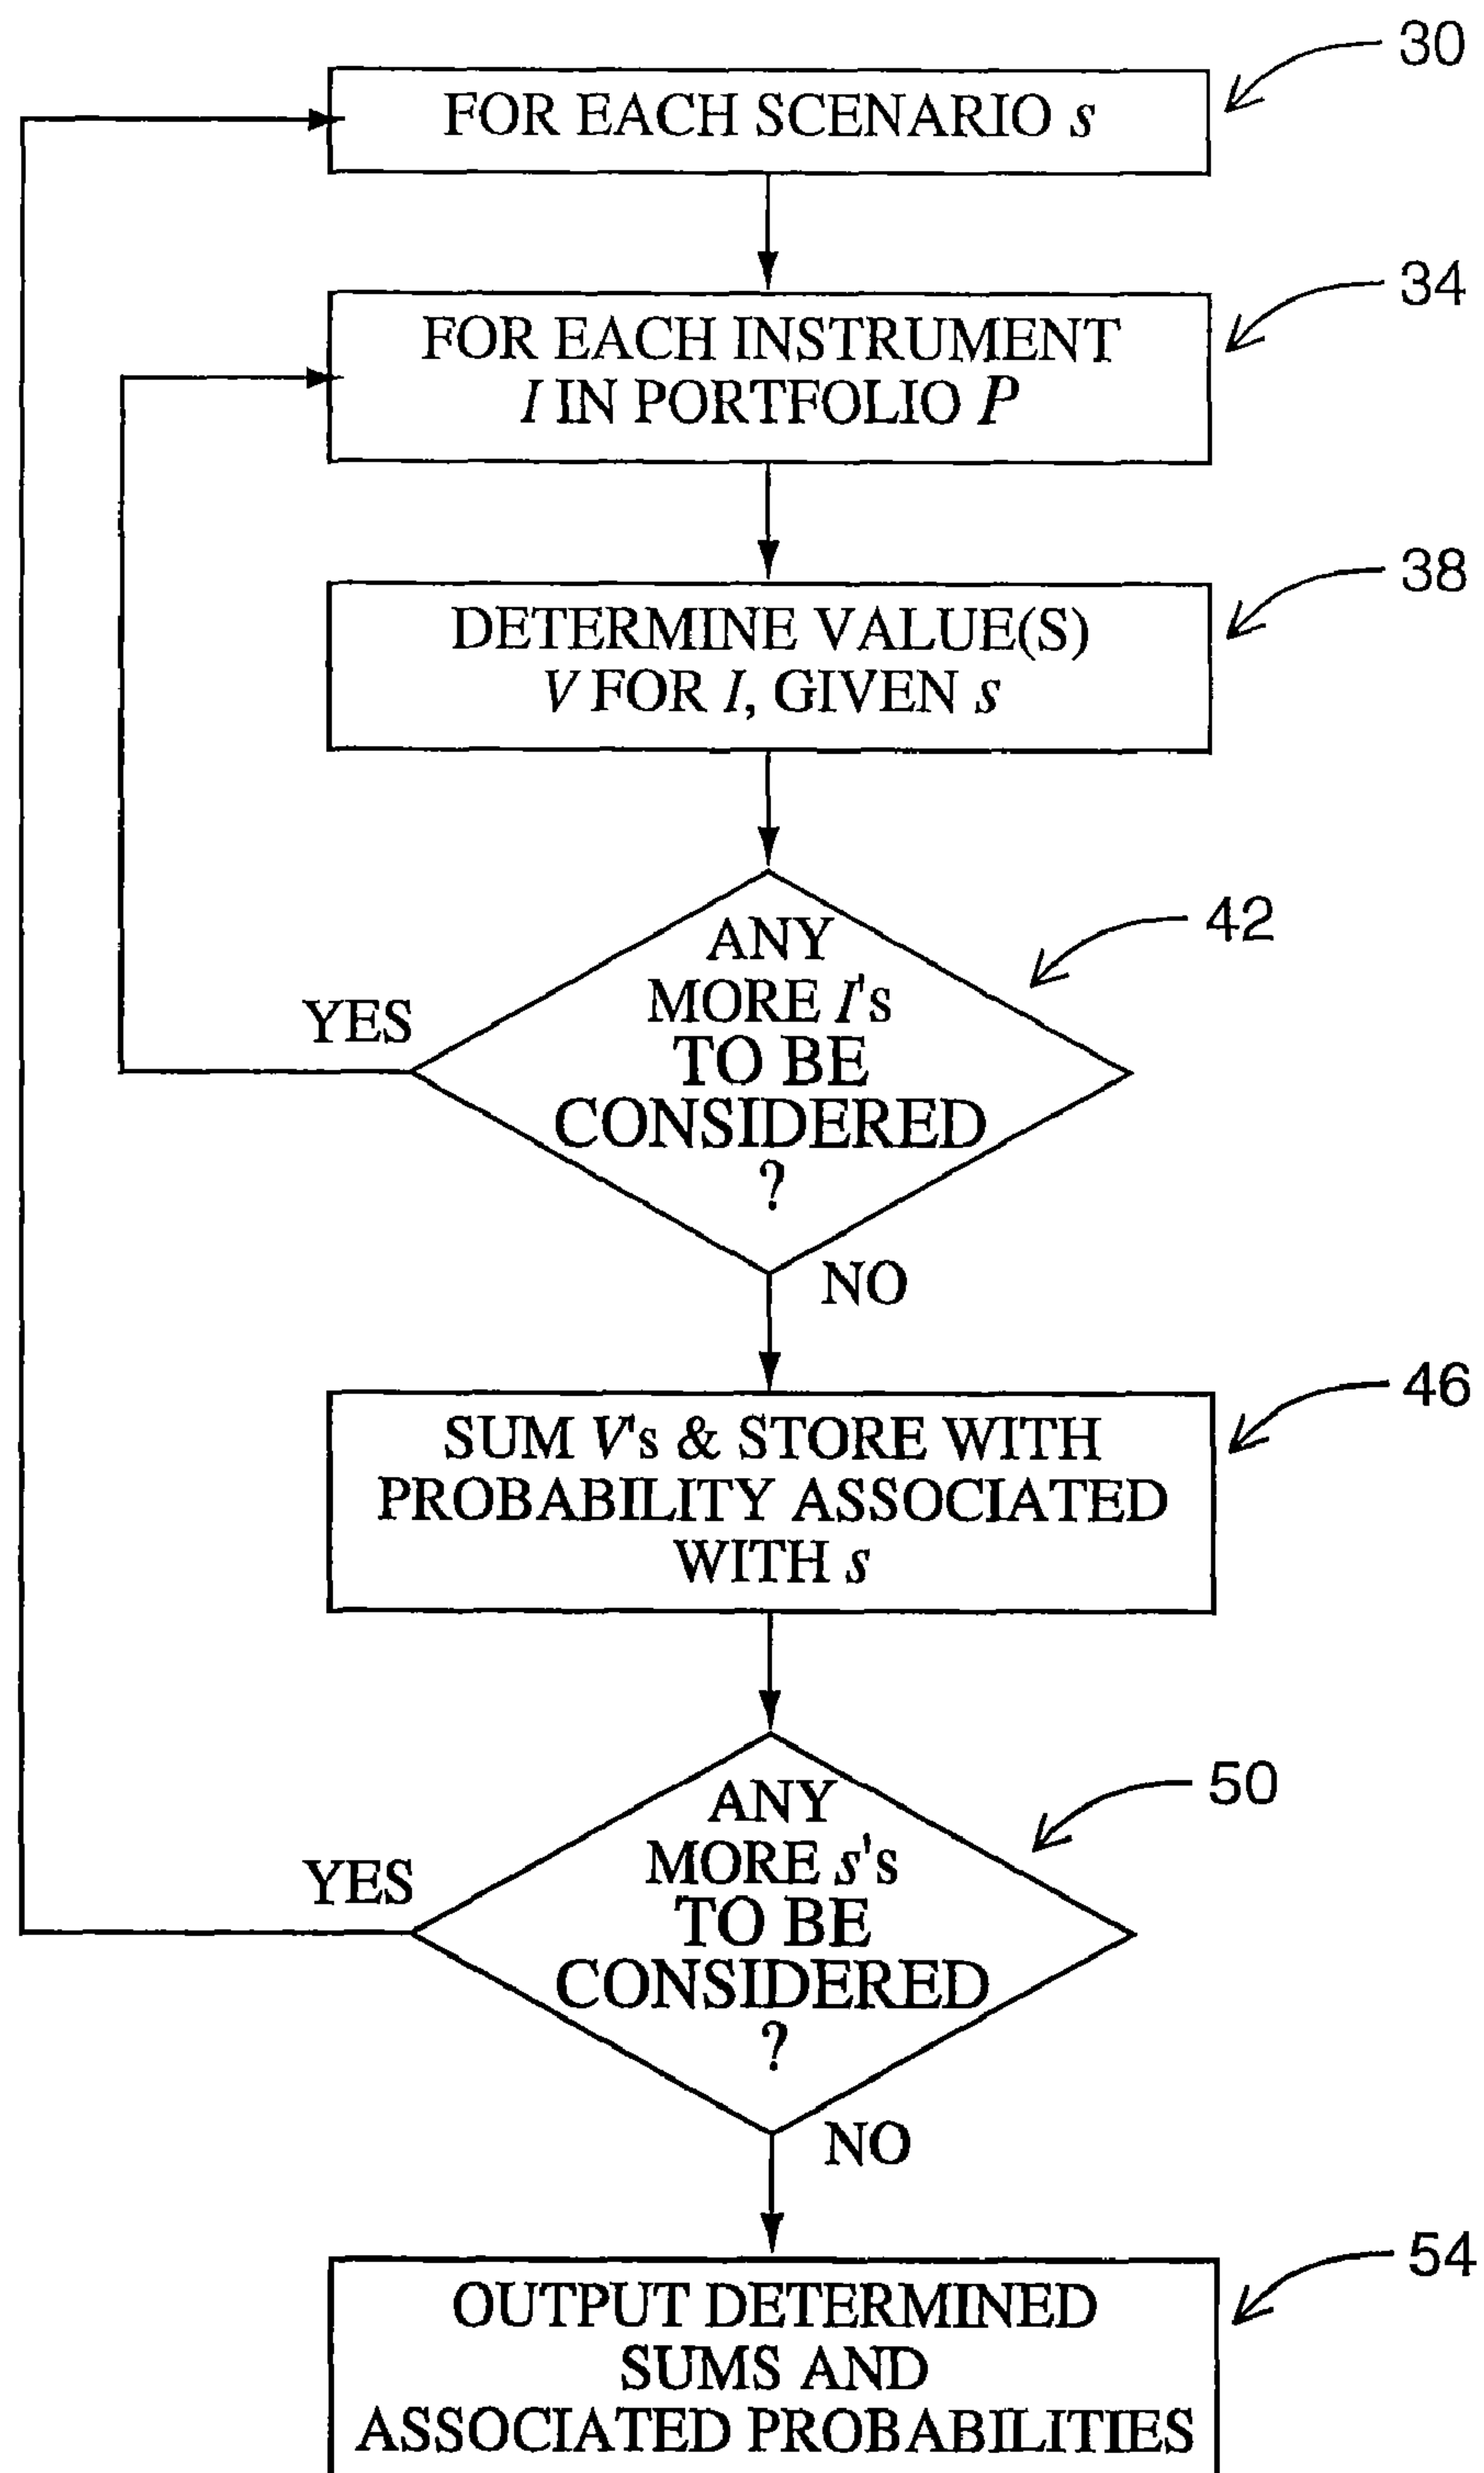 30
FOR EACH SCENARIO s
34
FOR EACH INSTRUMENT
I IN PORTFOLIO P
38
DETERMINE VALUE(S)
V FOR I, GIVEN s
42
ANY
MORE I's
TO BE
CONSIDERED
?
YES
NO
46
SUM V's & STORE WITH
PROBABILITY ASSOCIATED
WITH s
50
ANY
MORE s's
TO BE
CONSIDERED
?
YES
NO
54
OUTPUT DETERMINED
SUMS AND
ASSOCIATED PROBABILITIES